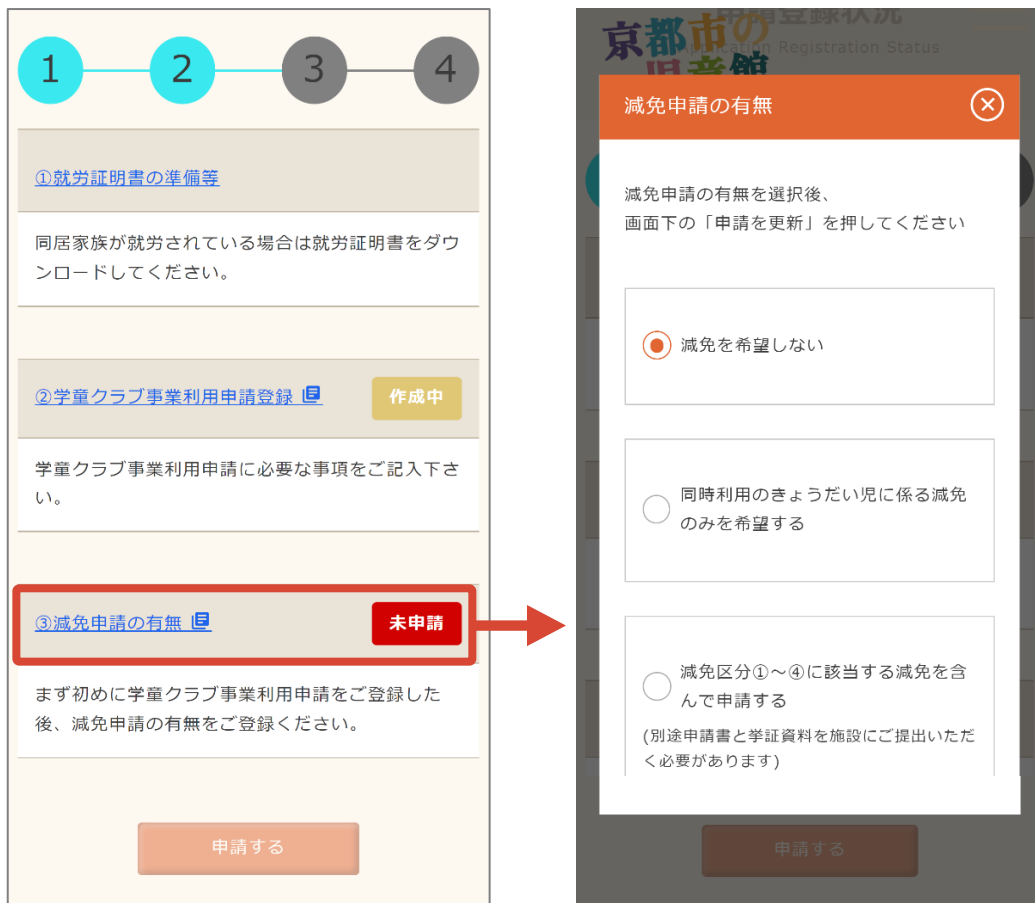 1
2
3
4
①就労証明書の準備等
同居家族が就労されている場合は就労証明書をダウ
ンロードしてください。
②学童クラブ事業利用申請登録
作成中
学童クラブ事業利用申請に必要な事項をご記入下さ
い。
③減免申請の有無
未申請
まず初めに学童クラブ事業利用申請をご登録した
後、減免申請の有無をご登録ください。
申請する
申請登録状況
Application Registration Status
京都市の
児童館
減免申請の有無
減免申請の有無を選択後、
画面下の「申請を更新」を押してください
減免を希望しない
同時利用のきょうだい児に係る減免
のみを希望する
減免区分①～④に該当する減免を含
んで申請する
(別途申請書と挙証資料を施設にご提出いただ
く必要があります)
申請する